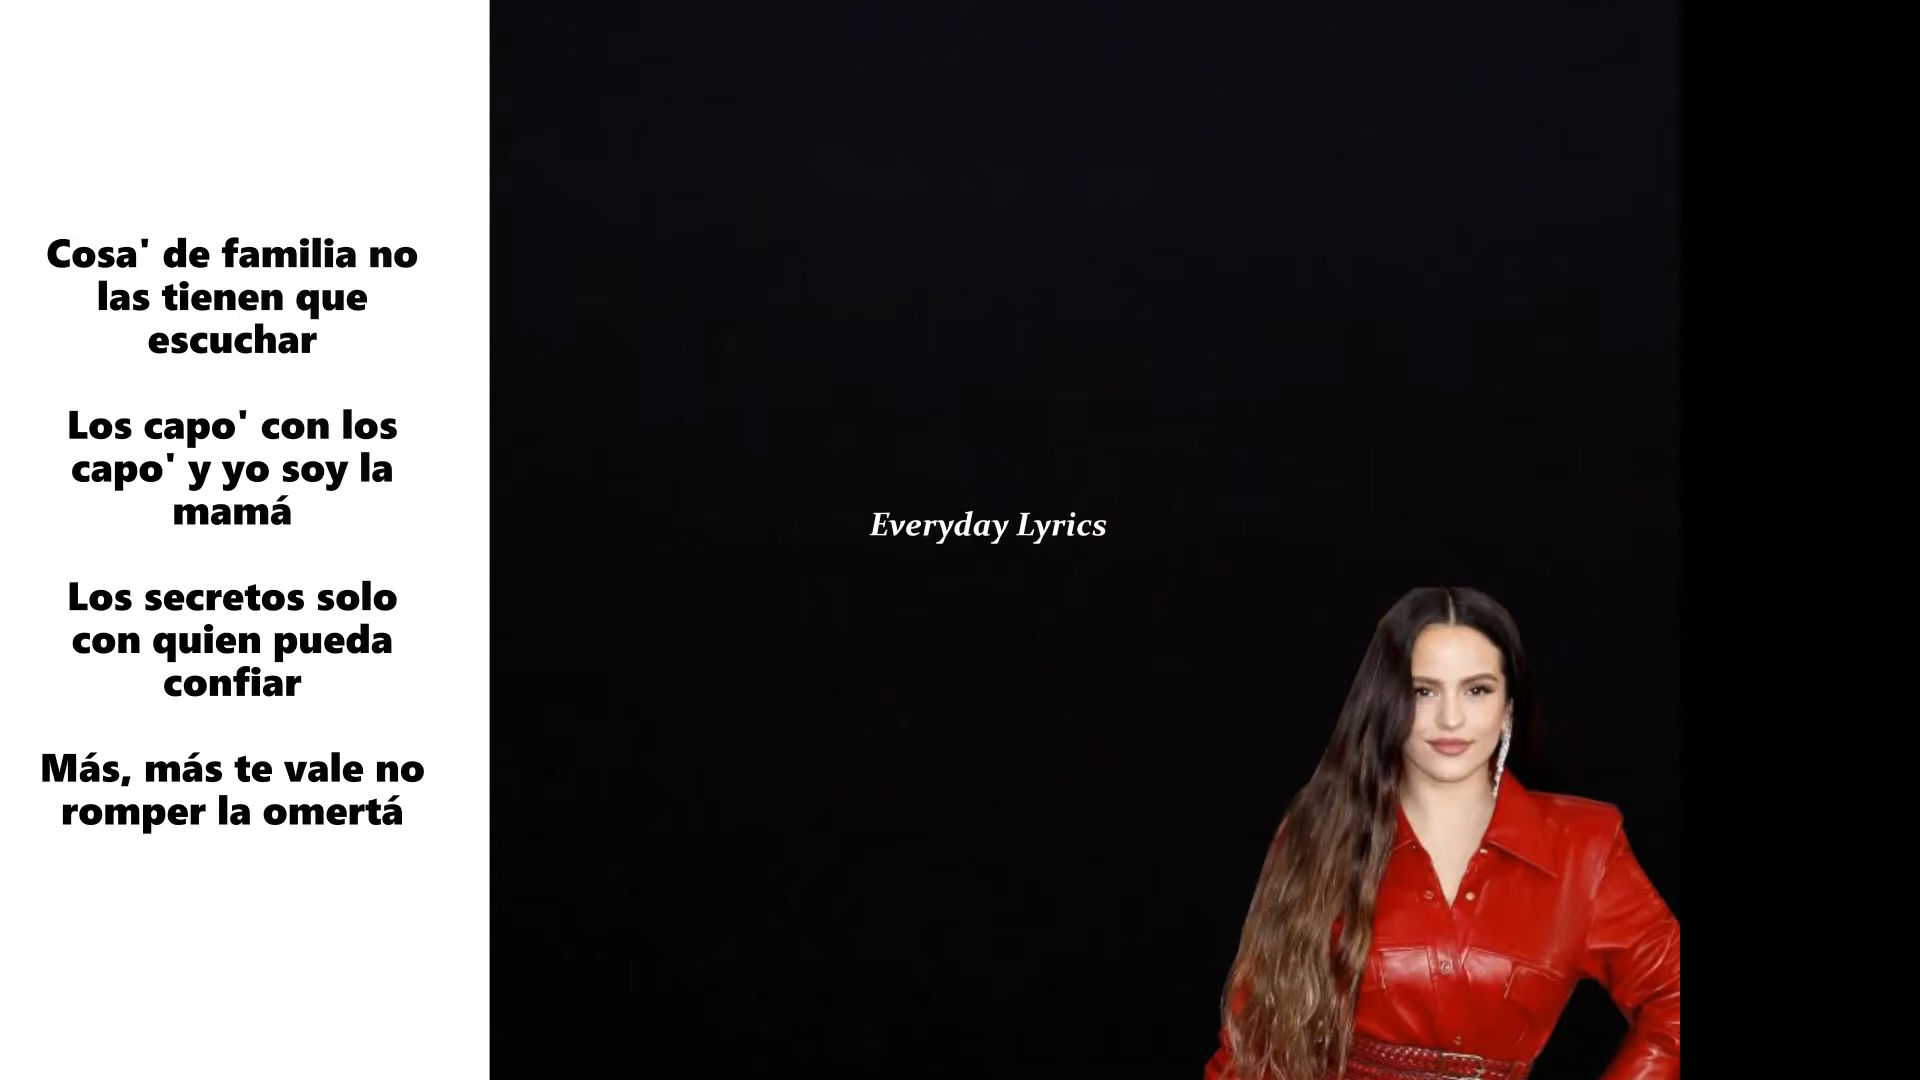 Cosa' de familia no
las tienen que
escuchar
Los capo' con los
capo' y yo soy la
mamá
Los secretos solo
con quien pueda
confiar
Más, más te vale no
romper la omertá
Everyday Lyrics